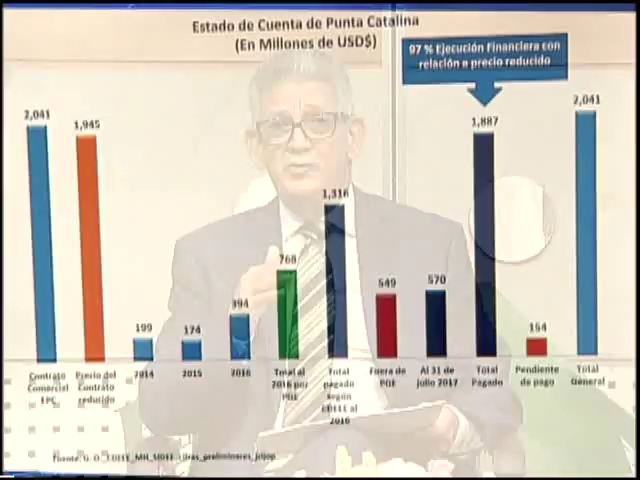 Estado de Cuenta de Punta Catalina
(En Millones de USD$)
97 % Ejecución Financiera con
relación a precio reducido
2,041
1,945
199
174
394
768
1,316
549
570
1,887
154
2,041
Contrato
Comercial
EPC
Precio del
Contrato
reducido
2014
2015
2016
Total al
2016 por
PGE
Total
pagado
según
CDEEE al
2016
Fuera de
PGE
Al 31 de
julio 2017
Total
Pagado
Pendiente
de pago
Total
General
Fuente: